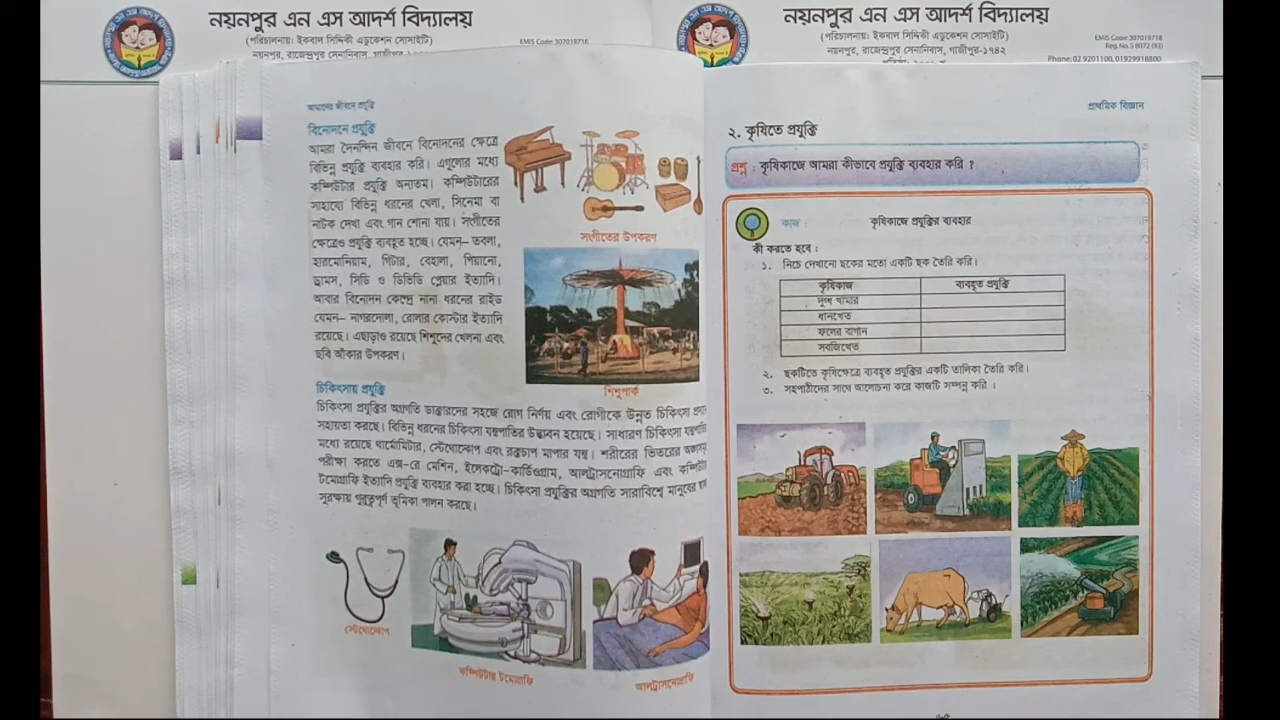 নয়নপুর এন এস আদর্শ বিদ্যালয়
(পরিচালনায়: ইকবাল সিদ্দিকী এডুকেশন সোসাইটি)
EMIS Code: 307019718
নয়নপুর, রাজেন্দ্রপুর সেনানিবাস,
নয়নপুর এন এস আদর্শ বিদ্যালয়
(পরিচালনায়: ইকবাল সিদ্দিকী এডুকেশন সোসাইটি)
নয়নপুর, রাজেন্দ্রপুর সেনানিবাস, গাজীপুর-১৭৪২
EMIS Code: 307019718
Reg. No. S 8072 (93)
Phone: 02 9201100, 01929918800
আমাদের জীবনে প্রযুক্তি
বিনোদনে প্রযুক্তি
আমরা দৈনন্দিন জীবনে বিনোদনের ক্ষেত্রে
বিভিন্ন প্রযুক্তি ব্যবহার করি। এগুলোর মধ্যে
কম্পিউটার প্রযুক্তি অন্যতম। কম্পিউটারের
সাহায্যে বিভিন্ন ধরনের খেলা, সিনেমা বা
নাটক দেখা এবং গান শোনা যায়। সংগীতের
ক্ষেত্রেও প্রযুক্তি ব্যবহৃত হচ্ছে। যেমন– তবলা,
হারমোনিয়াম, গিটার, বেহালা, পিয়ানো,
ড্রামস, সিডি ও ডিভিডি প্লেয়ার ইত্যাদি।
আবার বিনোদন কেন্দ্রে নানা ধরনের রাইড
যেমন– নাগরদোলা, রোলার কোস্টার ইত্যাদি
রয়েছে। এছাড়াও রয়েছে শিশুদের খেলনা এবং
ছবি আঁকার উপকরণ।
সংগীতের উপকরণ
শিশুপার্ক
চিকিৎসায় প্রযুক্তি
চিকিৎসা প্রযুক্তির অগ্রগতি ডাক্তারদের সহজে রোগ নির্ণয় এবং রোগীকে উন্নত চিকিৎসা
সহায়তা করছে। বিভিন্ন ধরনের চিকিৎসা যন্ত্রপাতির উদ্ভাবন হয়েছে। সাধারণ চিকিৎসা
মধ্যে রয়েছে থার্মোমিটার, স্টেথোস্কোপ এবং রক্তচাপ মাপার যন্ত্র। শরীরের ভিতরের
পরীক্ষা করতে এক্স-রে মেশিন, ইলেকট্রো-কার্ডিওগ্রাম, আলট্রাসনোগ্রাফি এবং
টমোগ্রাফি ইত্যাদি প্রযুক্তি ব্যবহার করা হচ্ছে। চিকিৎসা প্রযুক্তির অগ্রগতি সারাবিশ্বে মানুষের
সুরক্ষায় গুরুত্বপূর্ণ ভূমিকা পালন করছে।
স্টেথোস্কোপ
কম্পিউটার টমোগ্রাফি
আলট্রাসনোগ্রাফি
প্রাথমিক বিজ্ঞান
২. কৃষিতে প্রযুক্তি
প্রশ্ন : কৃষিকাজে আমরা কীভাবে প্রযুক্তি ব্যবহার করি ?
কাজ : কৃষিকাজে প্রযুক্তির ব্যবহার
কী করতে হবে :
১. নিচে দেখানো ছকের মতো একটি ছক তৈরি করি।
কৃষিকাজ ব্যবহৃত প্রযুক্তি
দুগ্ধ খামার
ধানখেত
ফলের বাগান
সবজিখেত
২. ছকটিতে কৃষিক্ষেত্রে ব্যবহৃত প্রযুক্তির একটি তালিকা তৈরি করি।
৩. সহপাঠীদের সাথে আলোচনা করে কাজটি সম্পন্ন করি ।